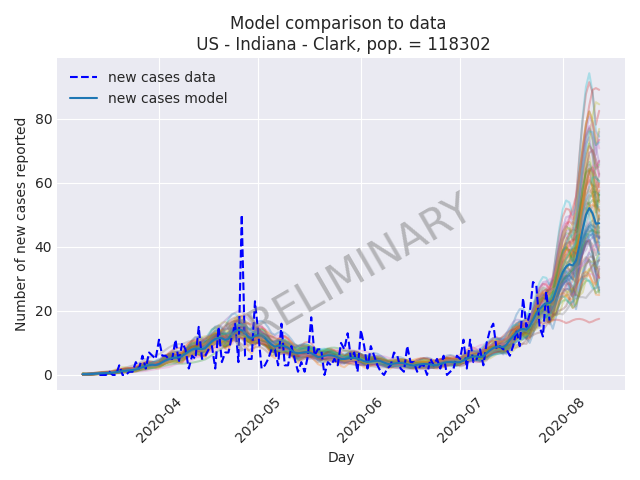 Model comparison to data
US - Indiana - Clark, pop. = 118302
new cases data
new cases model
Number of new cases reported
80
60
40
20
0
PRELIMINARY
2020-04
2020-05
2020-06
2020-07
2020-08
Day